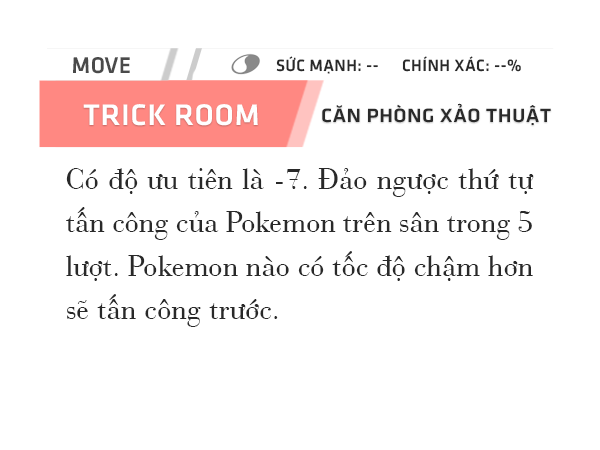 MOVE SỨC MẠNH: -- CHÍNH XÁC: --%
TRICK ROOM CĂN PHÒNG XẢO THUẬT
Có độ ưu tiên là -7. Đảo ngược thứ tự
tấn công của Pokemon trên sân trong 5
lượt. Pokemon nào có tốc độ chậm hơn
sẽ tấn công trước.